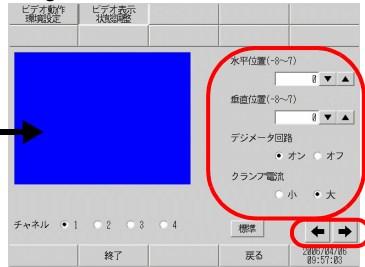 ビデオ動作
環境設定
ビデオ表示
状態調整
水平位置(-8～7)
0 ▼ ▲
垂直位置(-8～7)
0 ▼ ▲
デジメータ回路
オン オフ
クランプ電流
小 大
チャネル 1 2 3 4
標準
終了
戻る
2006/04/06
09:57:03